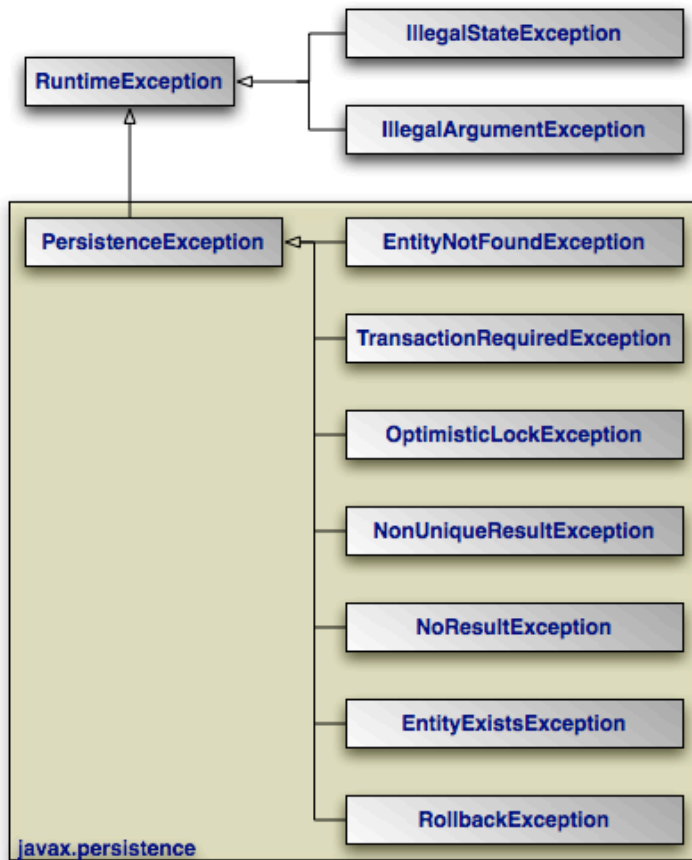 IllegalStateException
RuntimeException
IllegalArgumentException
PersistenceException
EntityNotFoundException
TransactionRequiredException
OptimisticLockException
NonUniqueResultException
NoResultException
EntityExistsException
RollbackException
javax.persistence